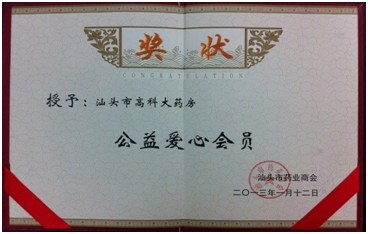 奖状
CONGRATULATION
授予：汕头市高科大药房
公益爱心会员
汕头市药业商会
二〇一三年一月十二日